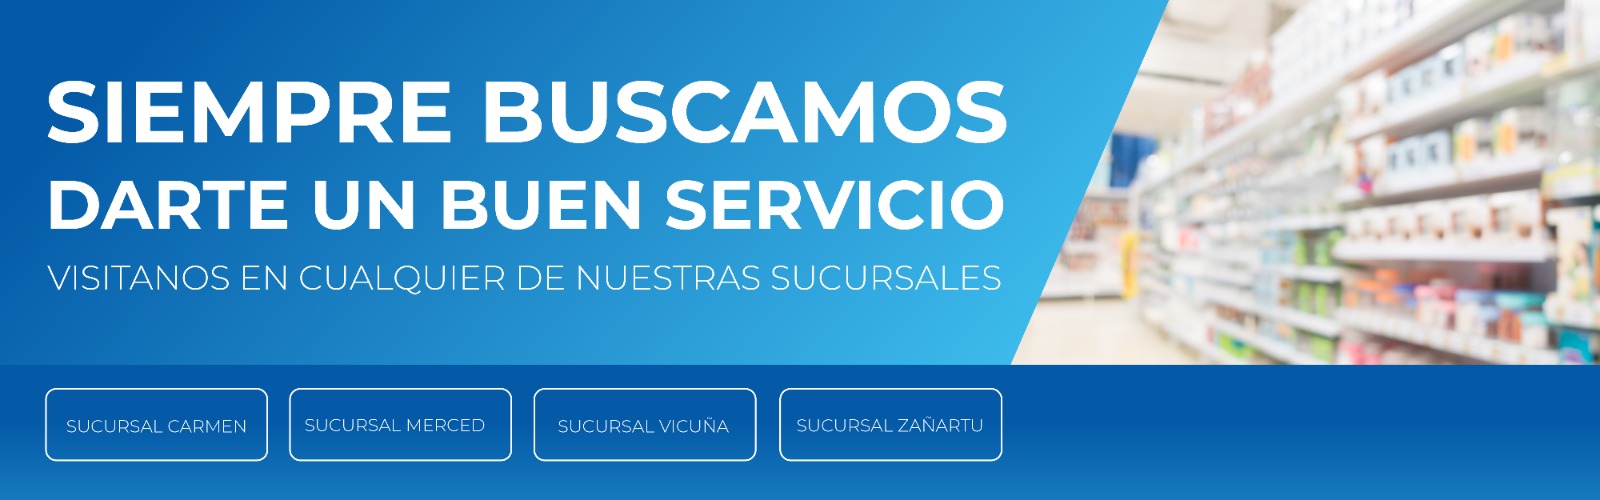 SIEMPRE BUSCAMOS
DARTE UN BUEN SERVICIO
VISITANOS EN CUALQUIER DE NUESTRAS SUCURSALES
SUCURSAL CARMEN
SUCURSAL MERCED
SUCURSAL VICUÑA
SUCURSAL ZAÑARTU